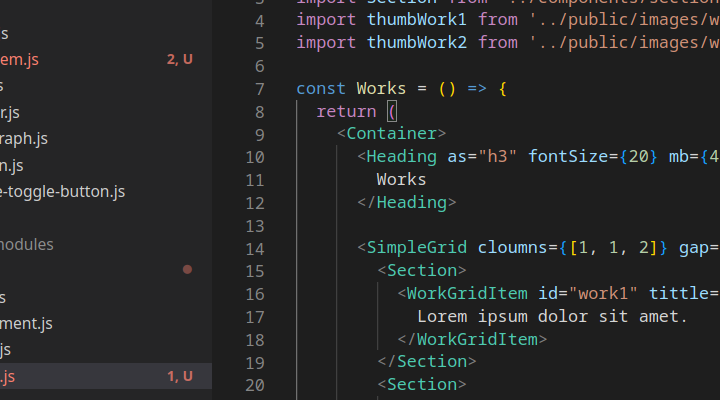 s
em.js 2, U
s
r.js
raph.js
n.js
e-toggle-button.js
modules
s
ment.js
js
.js 1, U
3 import Section from '../components/section
4 import thumbWork1 from '../public/images/w
5 import thumbWork2 from '../public/images/w
6
7 const Works = () => {
8 return (
9 <Container>
10 <Heading as="h3" fontSize={20} mb={4
11 Works
12 </Heading>
13
14 <SimpleGrid cloumns={[1, 1, 2]} gap=
15 <Section>
16 <WorkGridItem id="work1" tittle=
17 Lorem ipsum dolor sit amet.
18 </WorkGridItem>
19 </Section>
20 <Section>